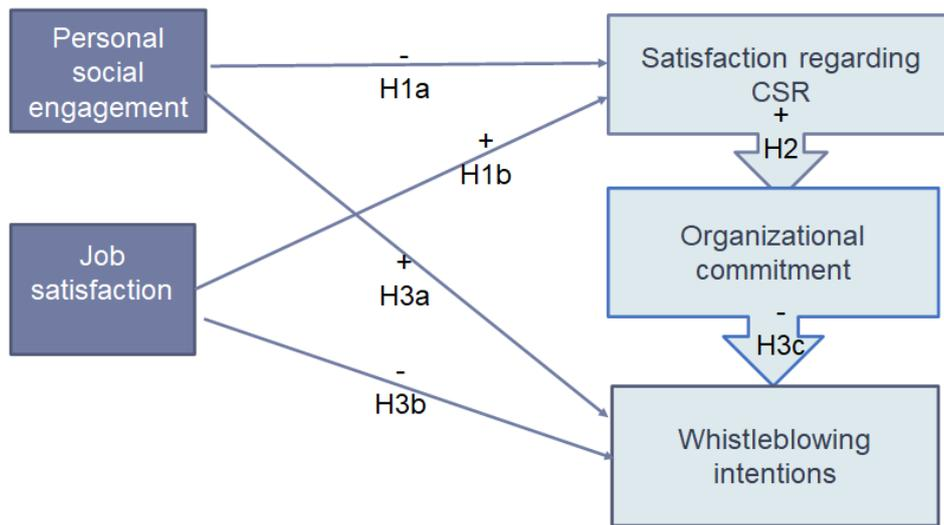 Personal
social
engagement
-
H1a
Satisfaction regarding
CSR
+
H2
+
H1b
Job
satisfaction
Organizational
commitment
+
H3a
-
H3c
-
H3b
Whistleblowing
intentions